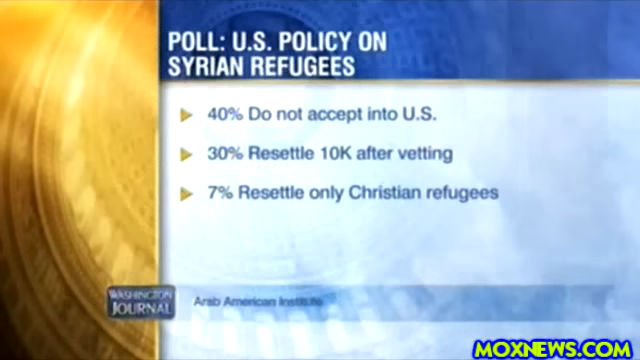 POLL: U.S. POLICY ON
SYRIAN REFUGEES
40% Do not accept into U.S.
30% Resettle 10K after vetting
7% Resettle only Christian refugees
WASHINGTON
JOURNAL
Arab American Institute
MOXNEWS.COM